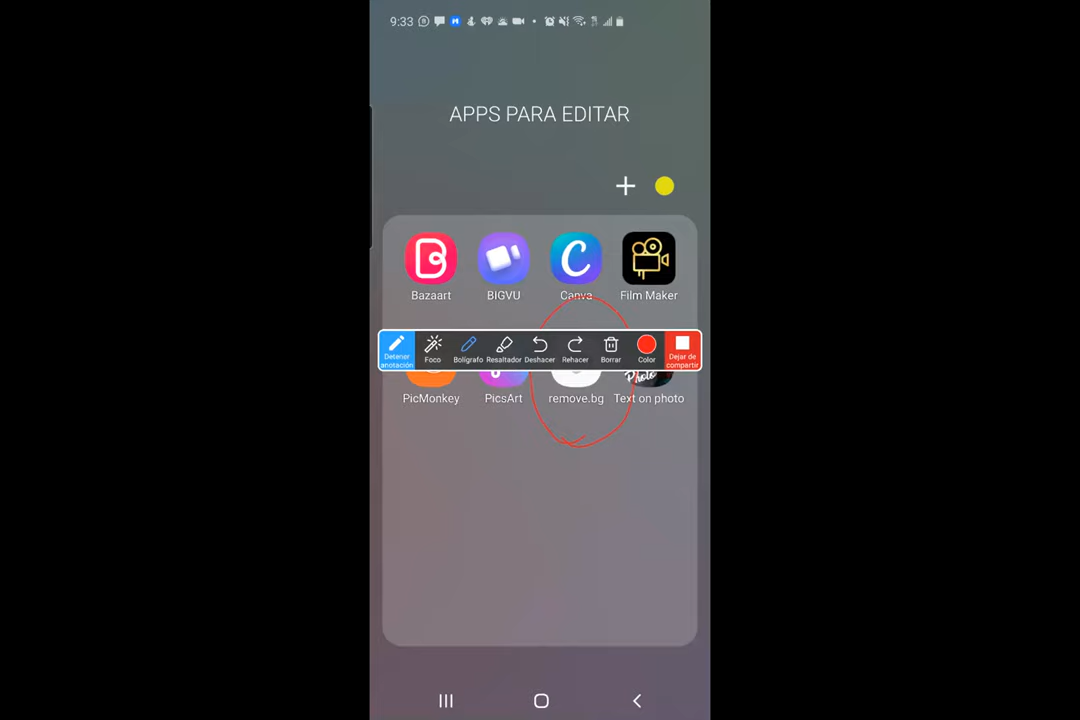 9:33
APPS PARA EDITAR
Bazaart BIGVU Canva Film Maker
Detener anotación Foco Bolígrafo Resaltador Deshacer Rehacer Borrar Color Dejar de compartir
Photo
PicMonkey PicsArt remove.bg Text on photo